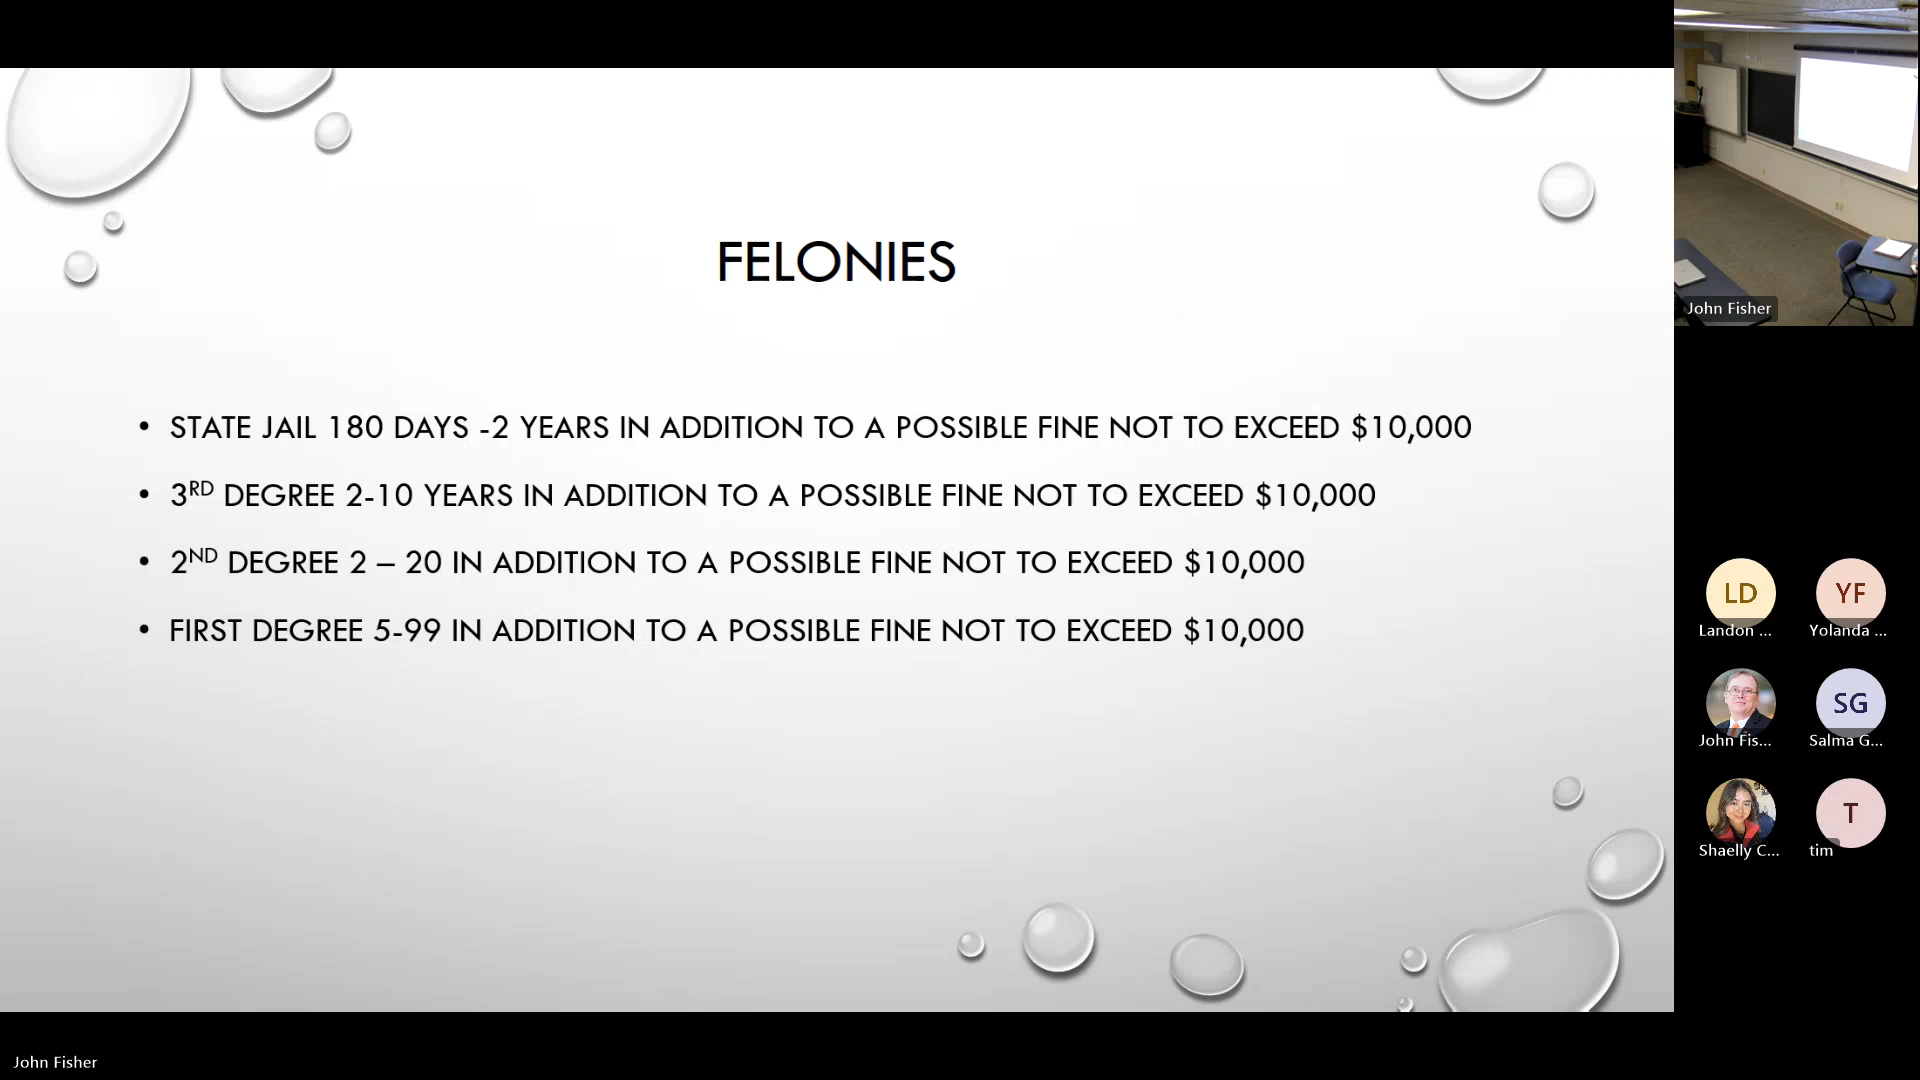 FELONIES
• STATE JAIL 180 DAYS -2 YEARS IN ADDITION TO A POSSIBLE FINE NOT TO EXCEED $10,000
• 3RD DEGREE 2-10 YEARS IN ADDITION TO A POSSIBLE FINE NOT TO EXCEED $10,000
• 2ND DEGREE 2 – 20 IN ADDITION TO A POSSIBLE FINE NOT TO EXCEED $10,000
• FIRST DEGREE 5-99 IN ADDITION TO A POSSIBLE FINE NOT TO EXCEED $10,000
John Fisher
LD YF
Landon ... Yolanda ...
SG
John Fis... Salma G...
T
Shaelly C... tim
John Fisher